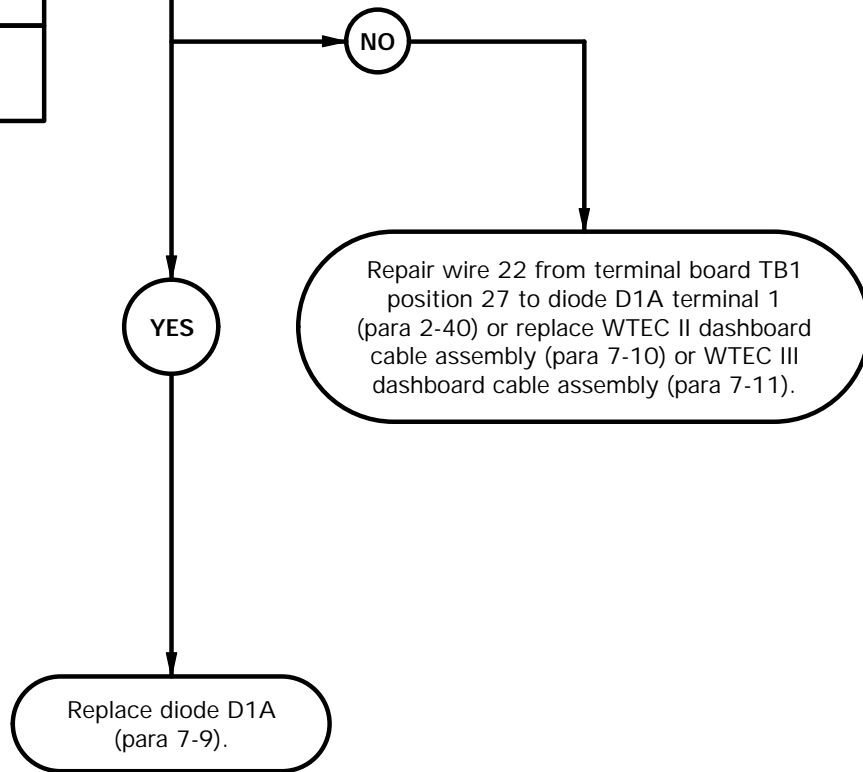 NO
Repair wire 22 from terminal board TB1
position 27 to diode D1A terminal 1
(para 2-40) or replace WTEC II dashboard
cable assembly (para 7-10) or WTEC III
dashboard cable assembly (para 7-11).
YES
Replace diode D1A
(para 7-9).